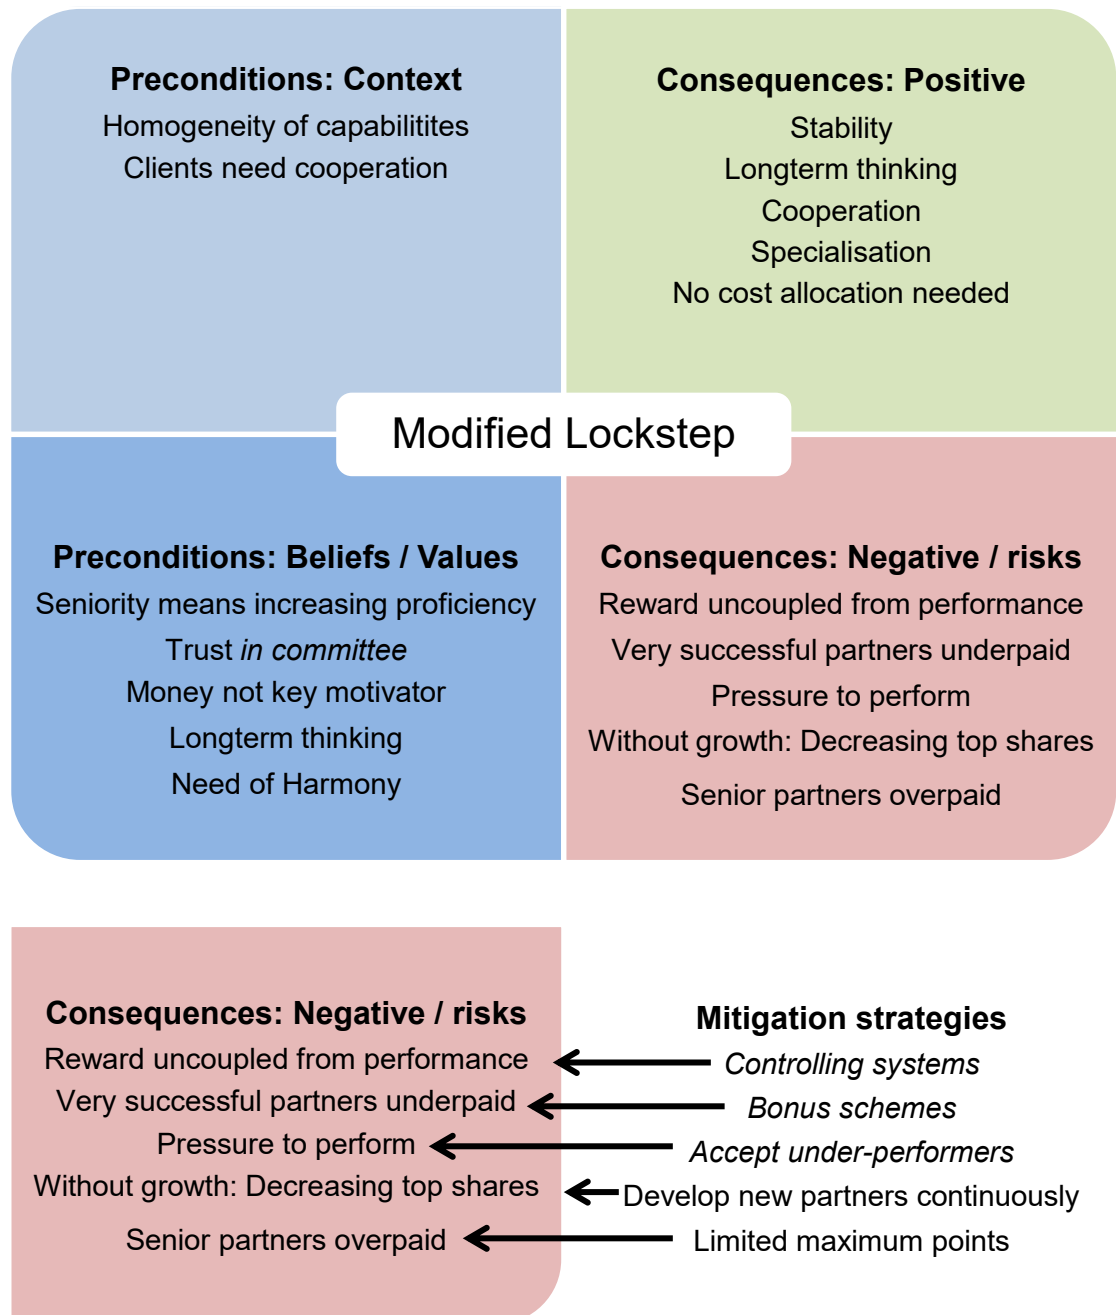 Preconditions: Context
Homogeneity of capabilitites
Clients need cooperation
Consequences: Positive
Stability
Longterm thinking
Cooperation
Specialisation
No cost allocation needed
Modified Lockstep
Preconditions: Beliefs / Values
Seniority means increasing proficiency
Trust in committee
Money not key motivator
Longterm thinking
Need of Harmony
Consequences: Negative / risks
Reward uncoupled from performance
Very successful partners underpaid
Pressure to perform
Without growth: Decreasing top shares
Senior partners overpaid
Consequences: Negative / risks
Reward uncoupled from performance
Very successful partners underpaid
Pressure to perform
Without growth: Decreasing top shares
Senior partners overpaid
Mitigation strategies
Controlling systems
Bonus schemes
Accept under-performers
Develop new partners continuously
Limited maximum points